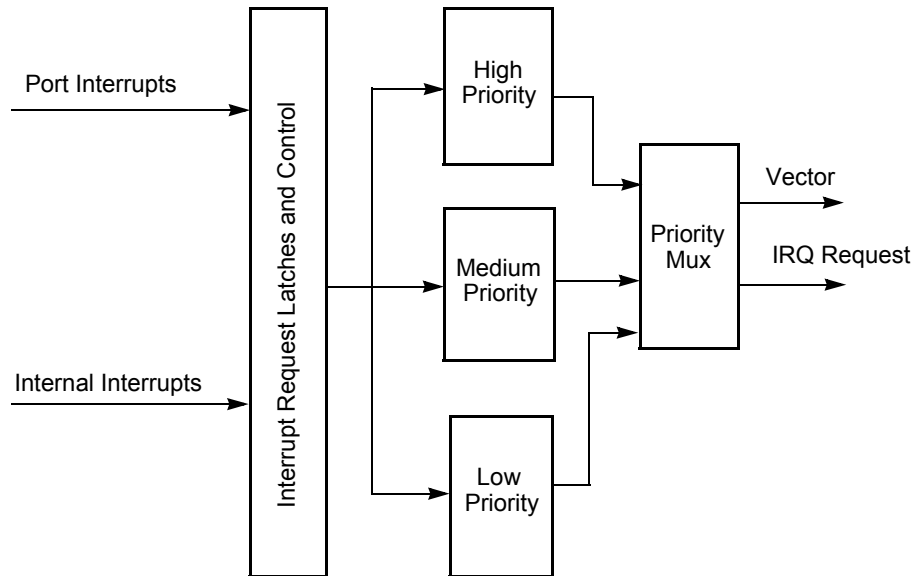 Port Interrupts
Internal Interrupts
Interrupt Request Latches and Control
High
Priority
Medium
Priority
Low
Priority
Priority
Mux
Vector
IRQ Request